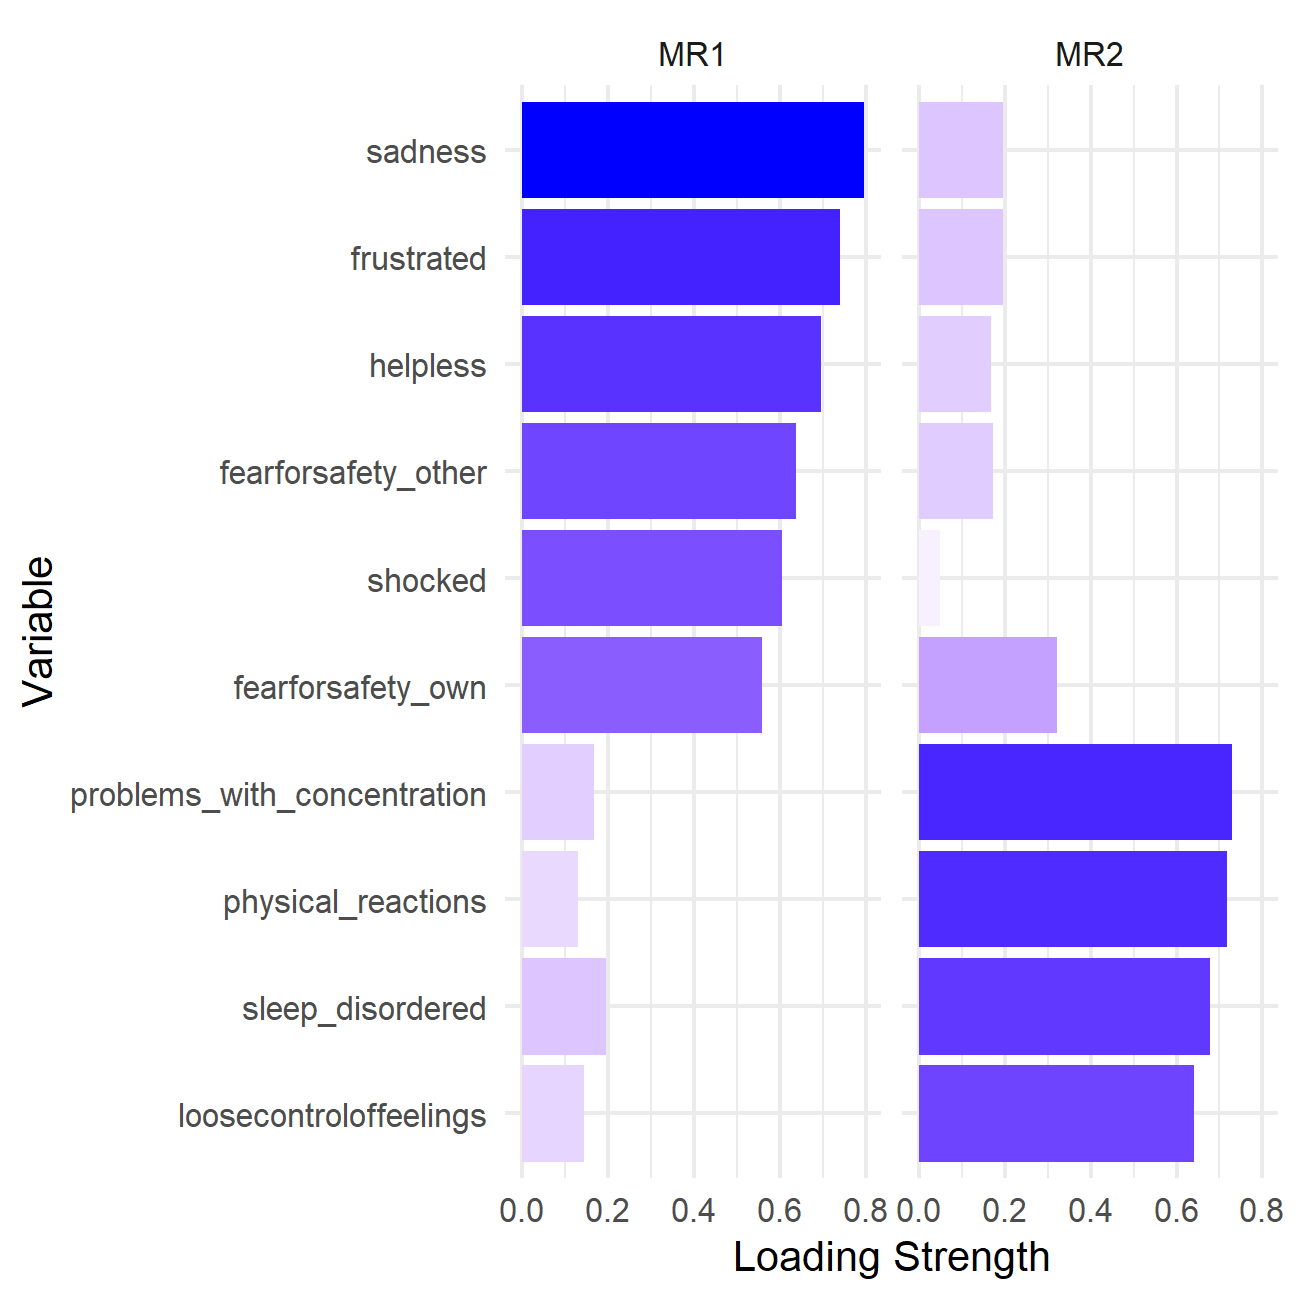 MR1 MR2
sadness
frustrated
helpless
fearforsafety_other
shocked
fearforsafety_own
problems_with_concentration
physical_reactions
sleep_disordered
loosecontroloffeelings
Variable
0.0 0.2 0.4 0.6 0.8 0.0 0.2 0.4 0.6 0.8
Loading Strength